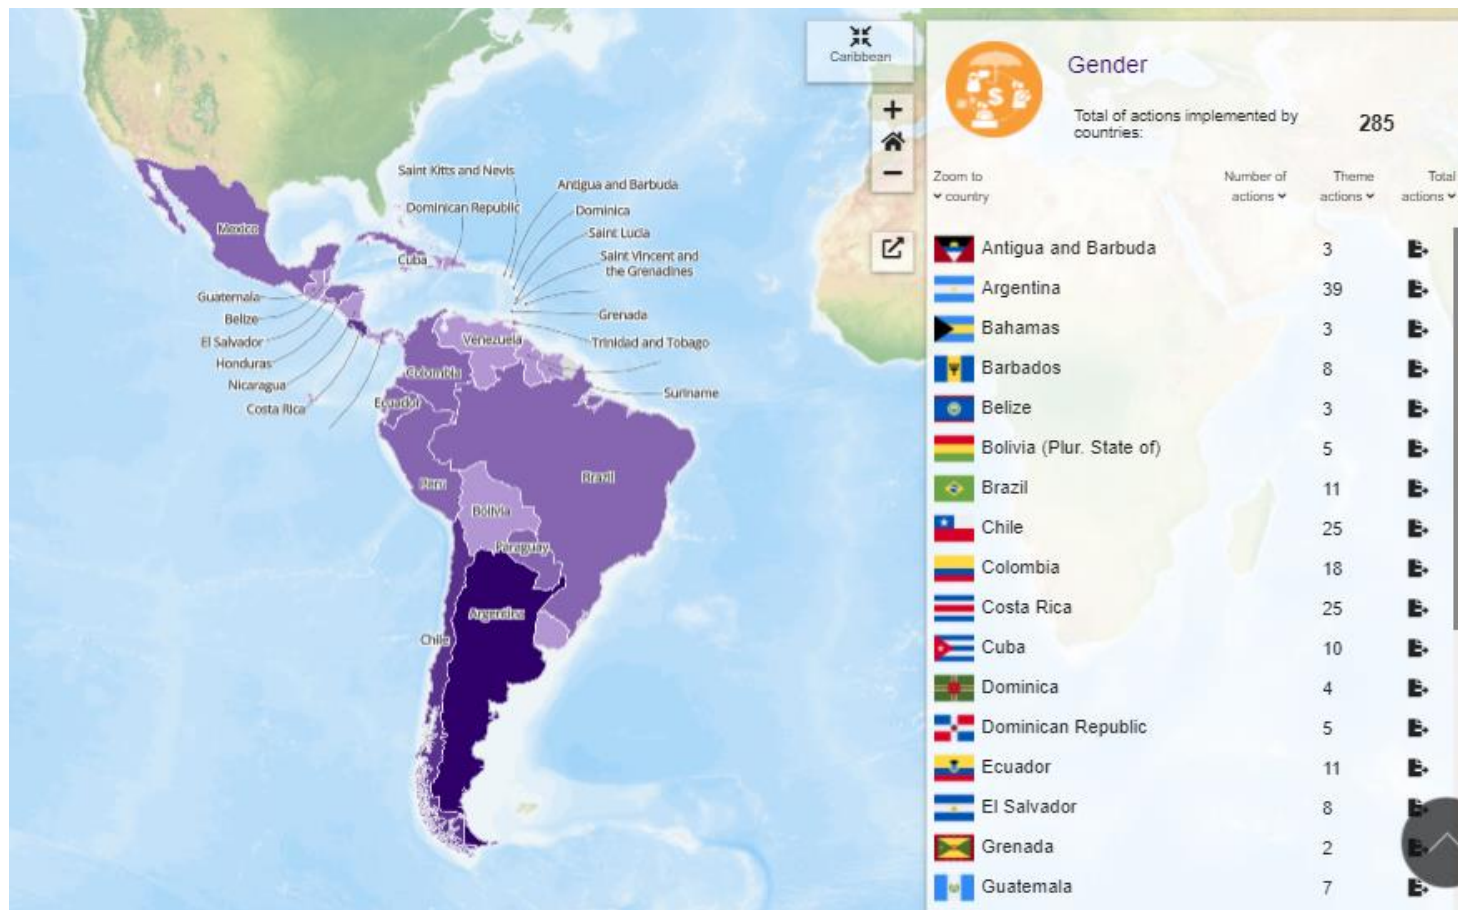 Caribbean
Saint Kitts and Nevis
Antigua and Barbuda
Dominican Republic
Dominica
Saint Lucia
Mexico
Cuba
Saint Vincent and
the Grenadines
Guatemala
Belize
Grenada
El Salvador
Venezuela
Trinidad and Tobago
Honduras
Colombia
Nicaragua
Suriname
Costa Rica
Ecuador
Brazil
Peru
Bolivia
Paraguay
Argentina
Chile
Gender
Total of actions implemented by
countries:
285
Zoom to
country
Number of
actions
Theme
actions
Total
actions
Antigua and Barbuda 3
Argentina 39
Bahamas 3
Barbados 8
Belize 3
Bolivia (Plur. State of) 5
Brazil 11
Chile 25
Colombia 18
Costa Rica 25
Cuba 10
Dominica 4
Dominican Republic 5
Ecuador 11
El Salvador 8
Grenada 2
Guatemala 7